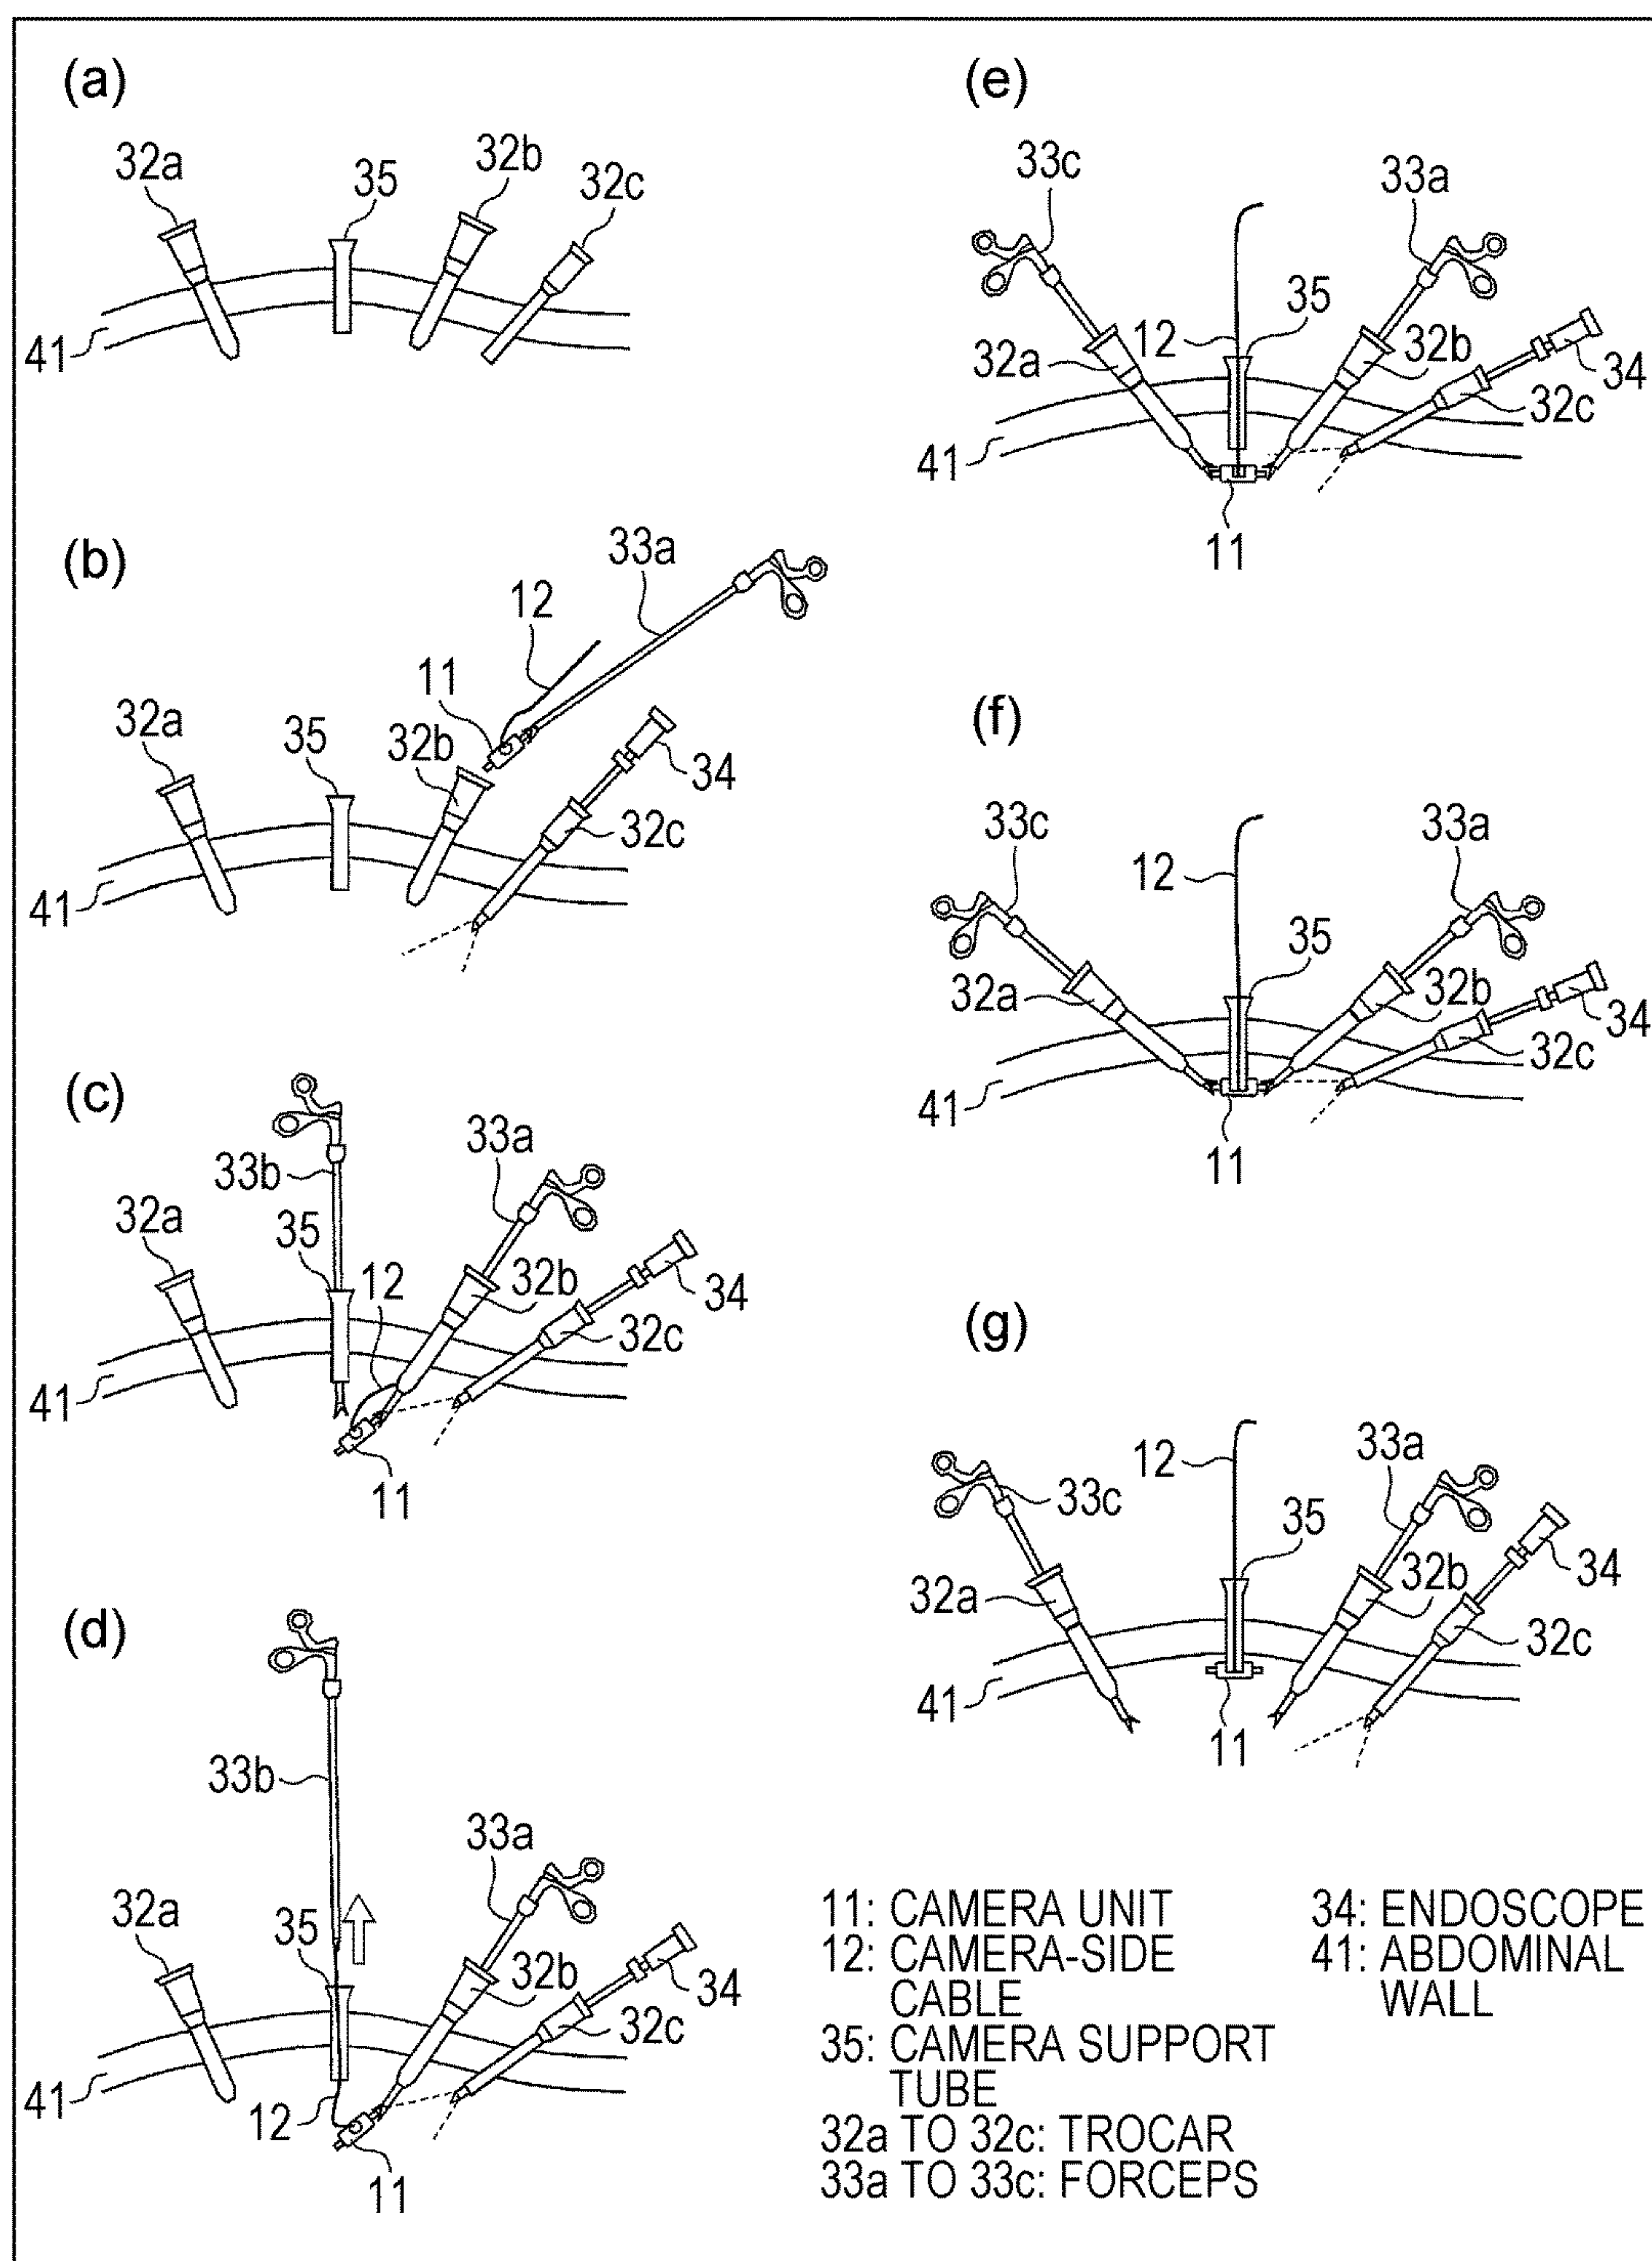 (a)
32a
35
32b
32c
41
(b)
33a
12
11
32a
35
32b
34
32c
41
(c)
33b
33a
32a
35
12
32b
34
32c
41
11
(d)
33b
33a
32a
35
32b
34
32c
41
12
11
(e)
33c
33a
35
12
32a
32b
34
32c
41
11
(f)
33c
33a
12
35
32a
32b
34
32c
41
11
(g)
12
33a
33c
35
34
32a
32b
32c
41
11
11: CAMERA UNIT
12: CAMERA-SIDE
CABLE
35: CAMERA SUPPORT
TUBE
32a TO 32c: TROCAR
33a TO 33c: FORCEPS
34: ENDOSCOPE
41: ABDOMINAL
WALL